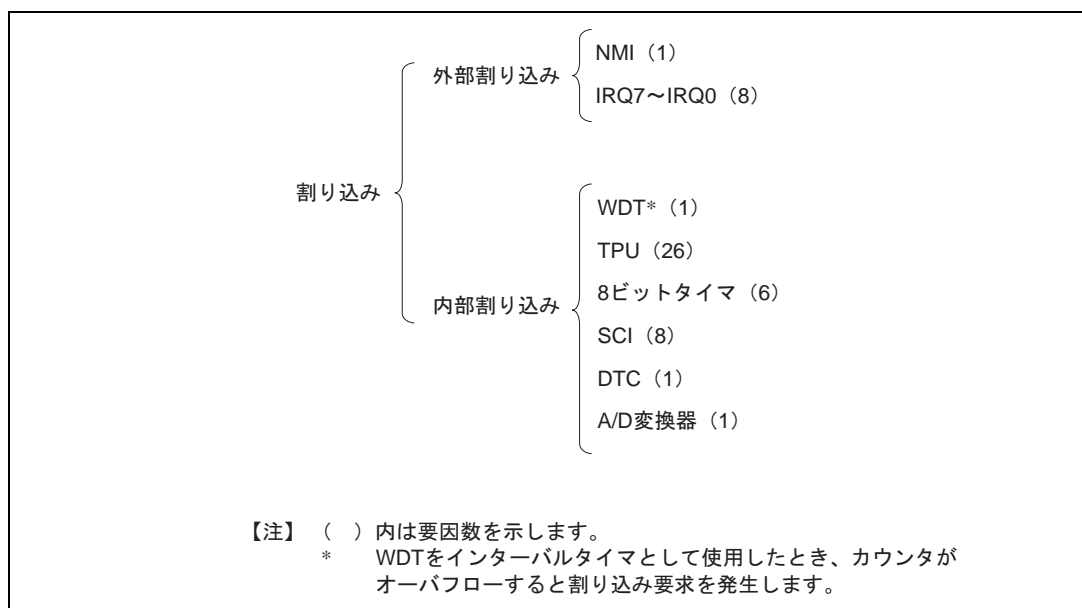 NMI（1）
外部割り込み
IRQ7～IRQ0（8）
割り込み
WDT*（1）
TPU（26）
8ビットタイマ（6）
内部割り込み
SCI（8）
DTC（1）
A/D変換器（1）
【注】（　）内は要因数を示します。
* WDTをインターバルタイマとして使用したとき、カウンタが
オーバフローすると割り込み要求を発生します。